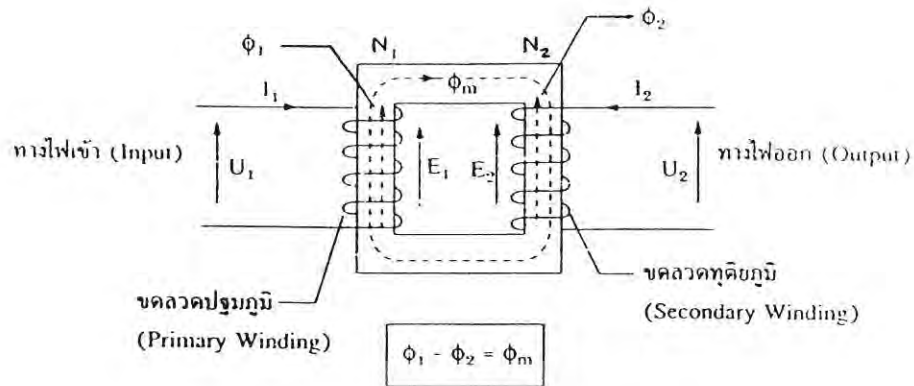 ϕ₁
N₁
N₂
ϕ₂
ϕₘ
I₁
I₂
ทางไฟเข้า (Input)
U₁
E₁
E₂
U₂
ทางไฟออก (Output)
ขดลวดปฐมภูมิ
(Primary Winding)
ขดลวดทุติยภูมิ
(Secondary Winding)
ϕ₁ - ϕ₂ = ϕₘ